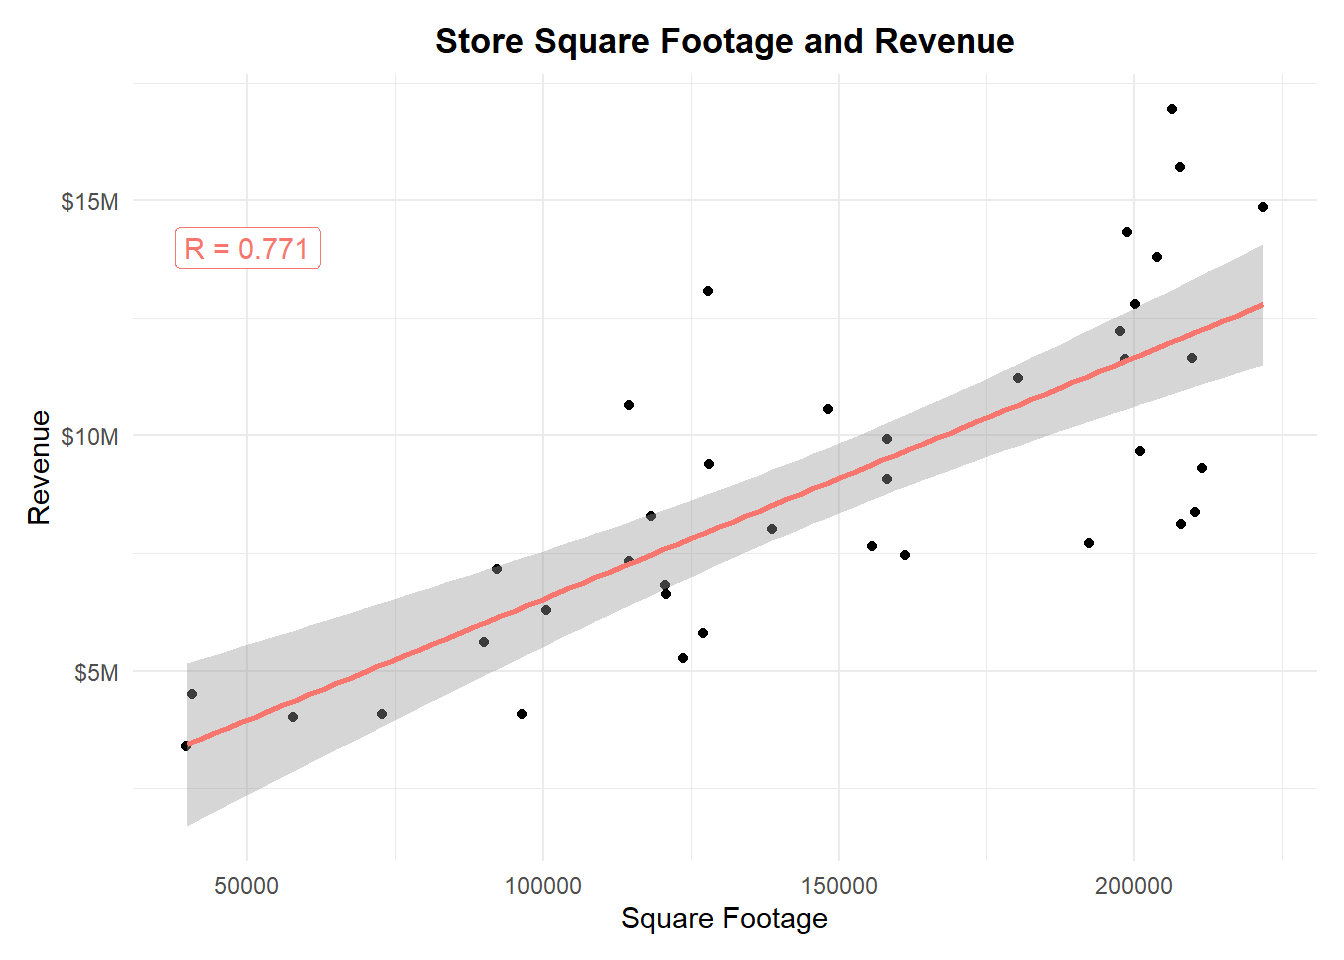 Store Square Footage and Revenue
$15M
R = 0.771
$10M
Revenue
$5M
50000 100000 150000 200000
Square Footage